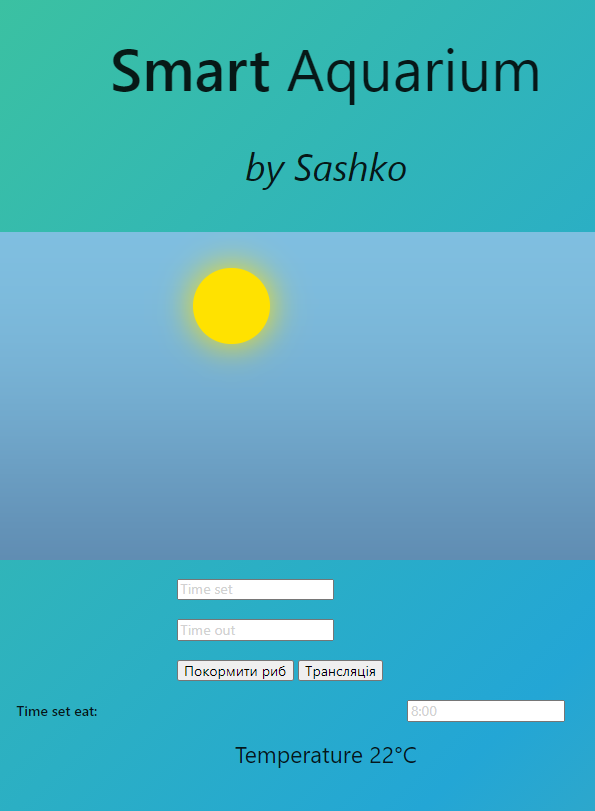 Smart Aquarium
by Sashko
Time set
Time out
Покормити риб Трансляція
Time set eat: 8:00
Temperature 22°C